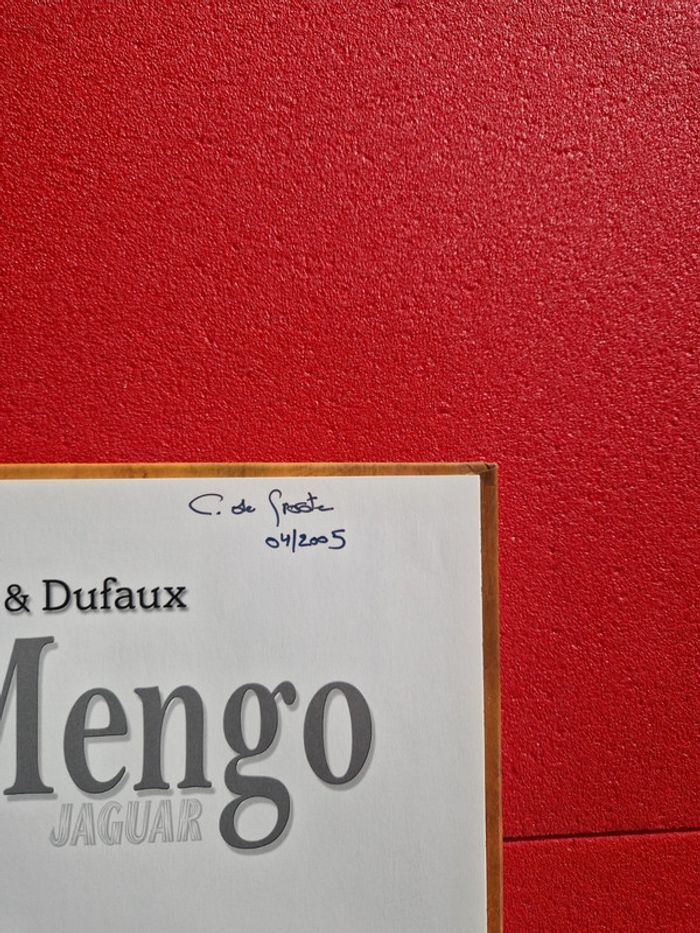 C. de Groote
04/2005
& Dufaux
Mengo
JAGUAR